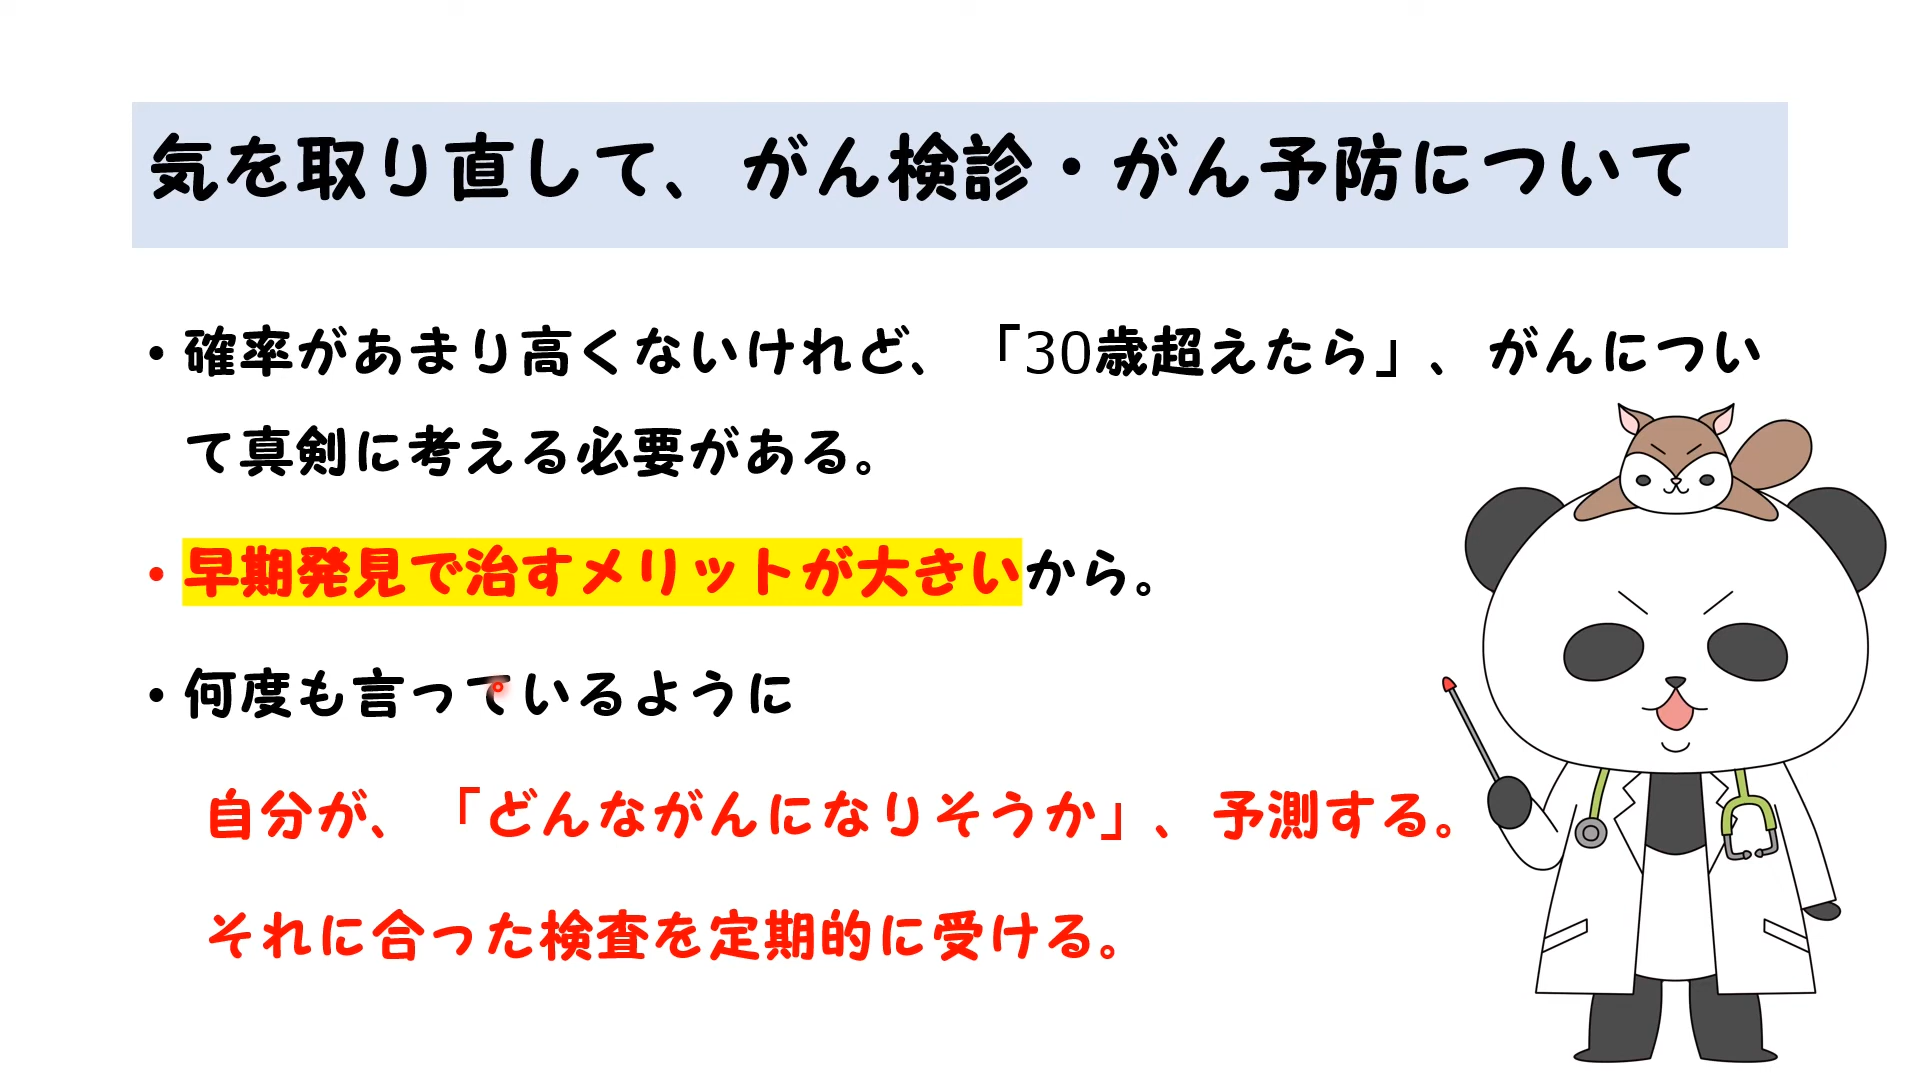 気を取り直して、がん検診・がん予防について
・確率があまり高くないけれど、「30歳超えたら」、がんについ
て真剣に考える必要がある。
・早期発見で治すメリットが大きいから。
・何度も言っているように
自分が、「どんながんになりそうか」、予測する。
それに合った検査を定期的に受ける。